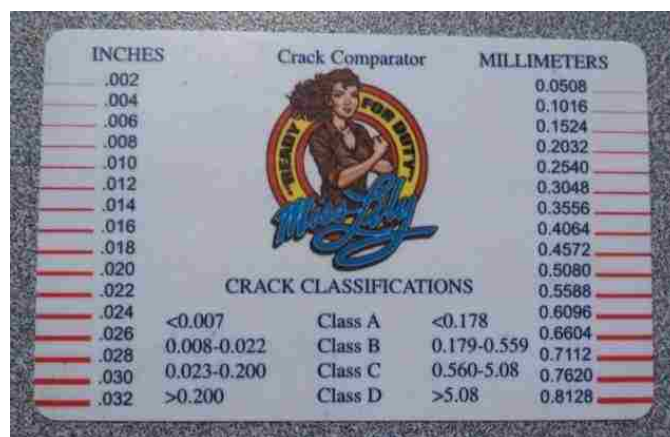 INCHES Crack Comparator MILLIMETERS
.002 0.0508
.004 0.1016
.006 0.1524
.008 0.2032
.010 0.2540
.012 0.3048
.014 0.3556
.016 0.4064
.018 0.4572
.020 0.5080
.022 0.5588
.024 0.6096
.026 0.6604
.028 0.7112
.030 0.7620
.032 0.8128
"READY FOR DUTY"
Miss Lilly
CRACK CLASSIFICATIONS
<0.007 Class A <0.178
0.008-0.022 Class B 0.179-0.559
0.023-0.200 Class C 0.560-5.08
>0.200 Class D >5.08